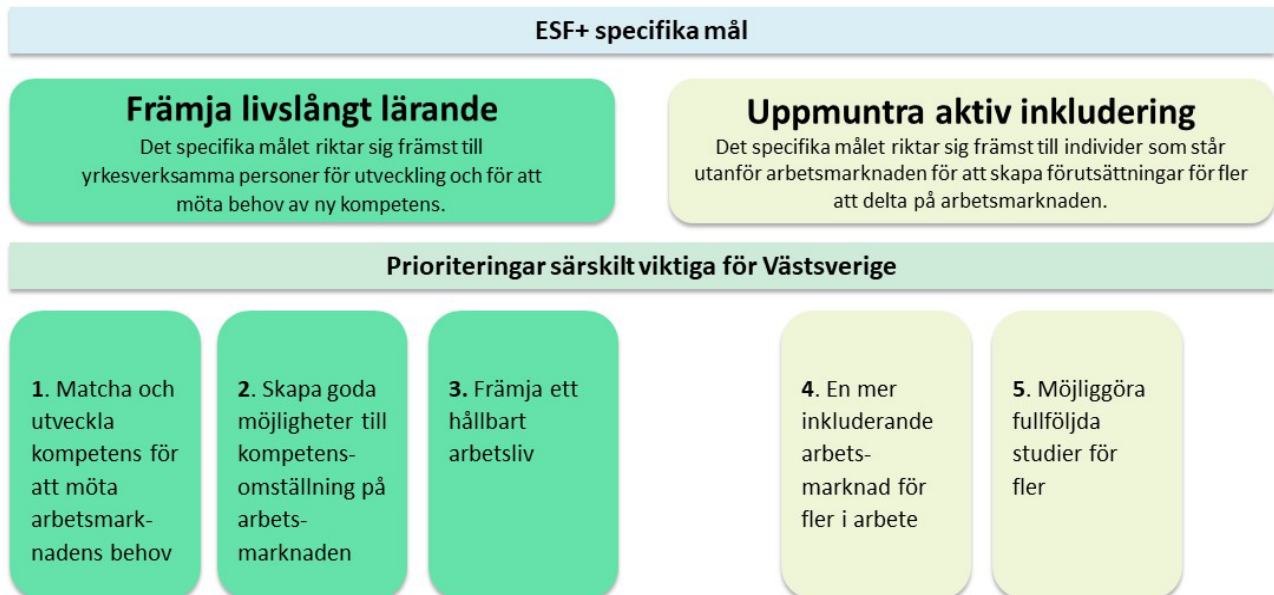 ESF+ specifika mål
Främja livslångt lärande
Det specifika målet riktar sig främst till
yrkesverksamma personer för utveckling och för att
möta behov av ny kompetens.
Uppmuntra aktiv inkludering
Det specifika målet riktar sig främst till individer som står
utanför arbetsmarknaden för att skapa förutsättningar för fler
att delta på arbetsmarknaden.
Prioriteringar särskilt viktiga för Västsverige
1. Matcha och
utveckla
kompetens för
att möta
arbetsmark-
nadens behov
2. Skapa goda
möjligheter till
kompetens-
omställning på
arbets-
marknaden
3. Främja ett
hållbart
arbetsliv
4. En mer
inkluderande
arbets-
marknad för
fler i arbete
5. Möjliggöra
fullföljda
studier för
fler